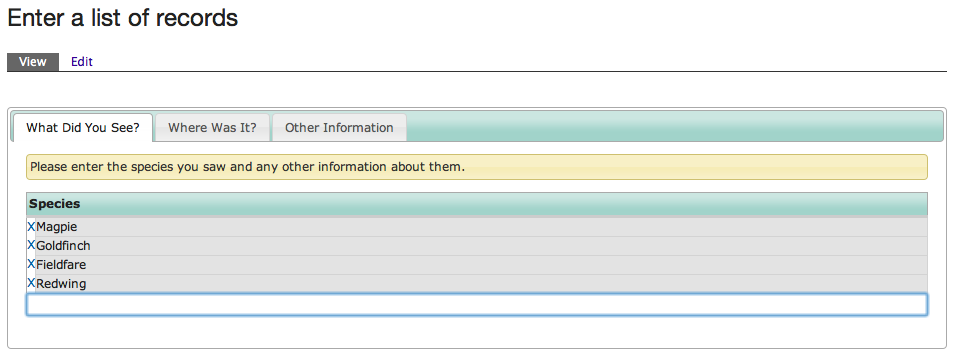 Enter a list of records
View Edit
What Did You See? Where Was It? Other Information
Please enter the species you saw and any other information about them.
Species
X Magpie
X Goldfinch
X Fieldfare
X Redwing